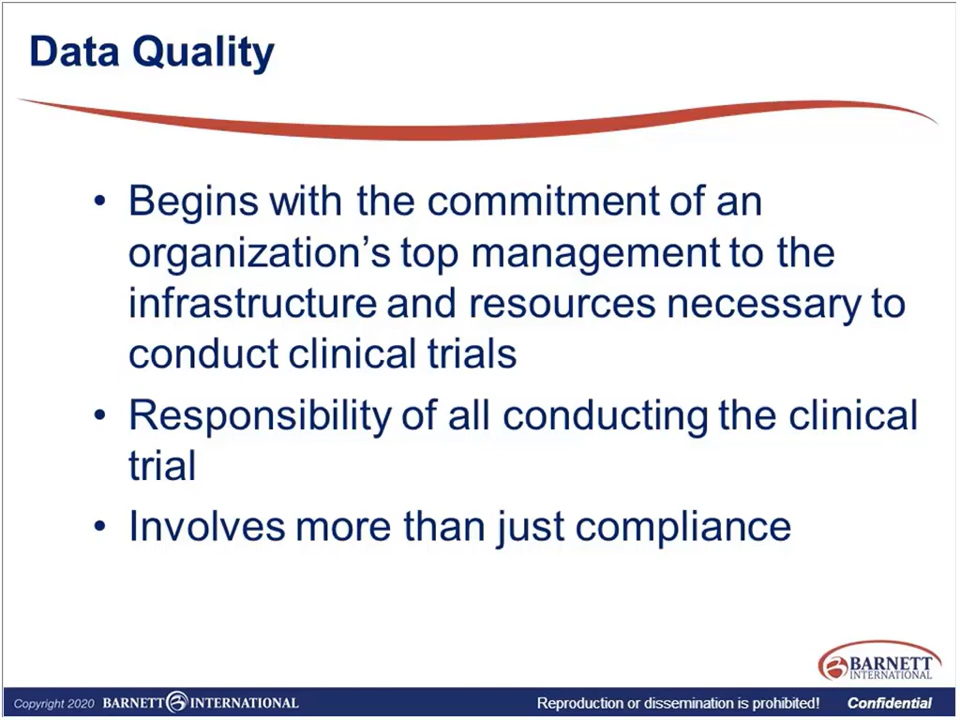 Data Quality
• Begins with the commitment of an
organization’s top management to the
infrastructure and resources necessary to
conduct clinical trials
• Responsibility of all conducting the clinical
trial
• Involves more than just compliance
BARNETT
INTERNATIONAL
Copyright 2020 BARNETT INTERNATIONAL Reproduction or dissemination is prohibited! Confidential